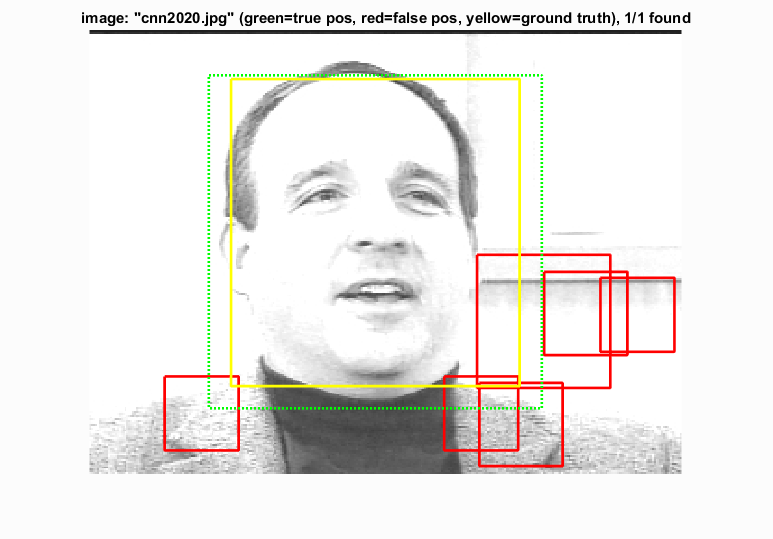 image: "cnn2020.jpg" (green=true pos, red=false pos, yellow=ground truth), 1/1 found